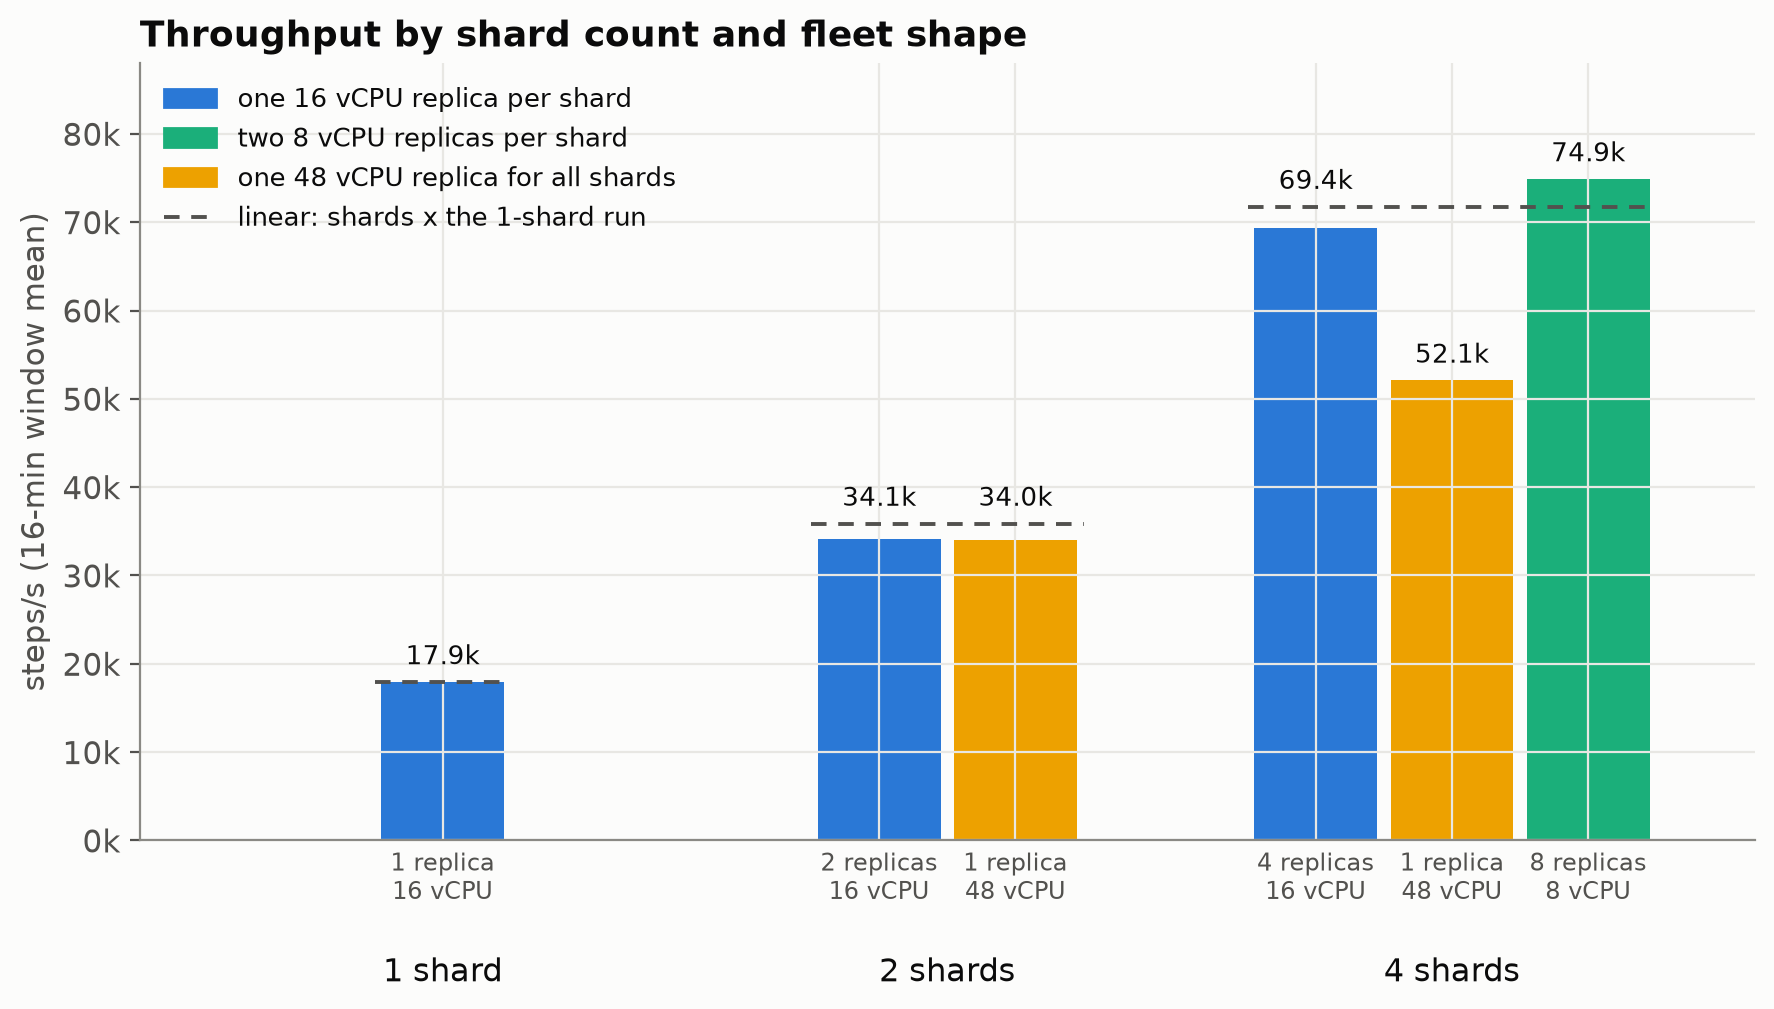 Throughput by shard count and fleet shape
one 16 vCPU replica per shard
two 8 vCPU replicas per shard
one 48 vCPU replica for all shards
linear: shards x the 1-shard run
steps/s (16-min window mean)
80k
70k
60k
50k
40k
30k
20k
10k
0k
17.9k
34.1k
34.0k
69.4k
52.1k
74.9k
1 replica
16 vCPU
2 replicas
16 vCPU
1 replica
48 vCPU
4 replicas
16 vCPU
1 replica
48 vCPU
8 replicas
8 vCPU
1 shard
2 shards
4 shards